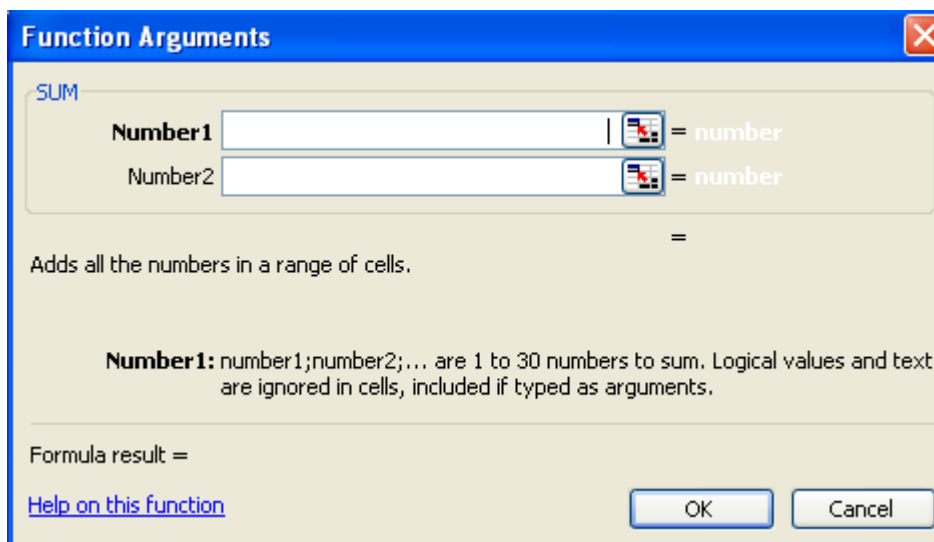 Function Arguments
SUM
Number1 = number
Number2 = number
=
Adds all the numbers in a range of cells.
Number1: number1;number2;... are 1 to 30 numbers to sum. Logical values and text
are ignored in cells, included if typed as arguments.
Formula result =
Help on this function OK Cancel